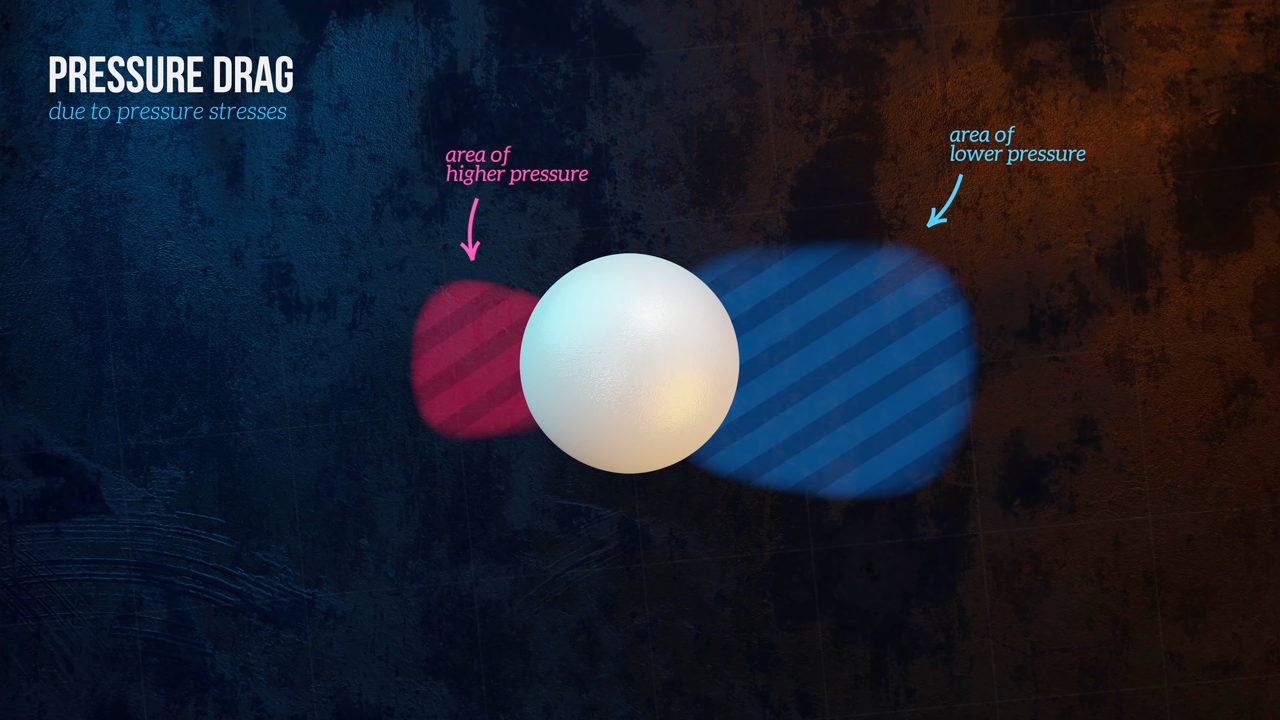 PRESSURE DRAG
due to pressure stresses
area of
higher pressure
area of
lower pressure